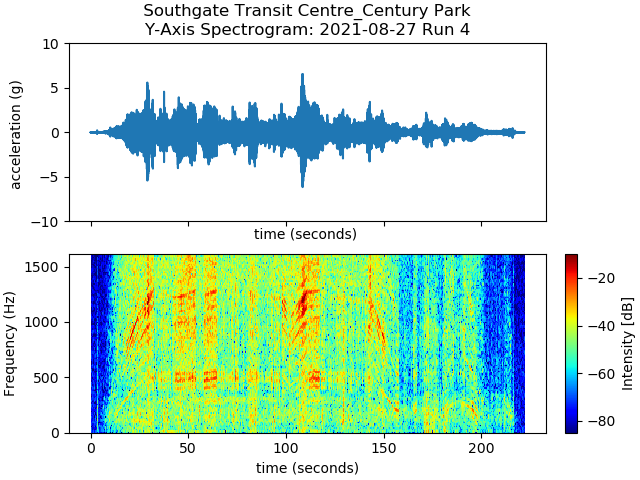 Southgate Transit Centre_Century Park
Y-Axis Spectrogram: 2021-08-27 Run 4
10
5
0
−5
−10
acceleration (g)
time (seconds)
1500
1000
500
0
Frequency (Hz)
0 50 100 150 200
time (seconds)
−20
−40
−60
−80
Intensity [dB]